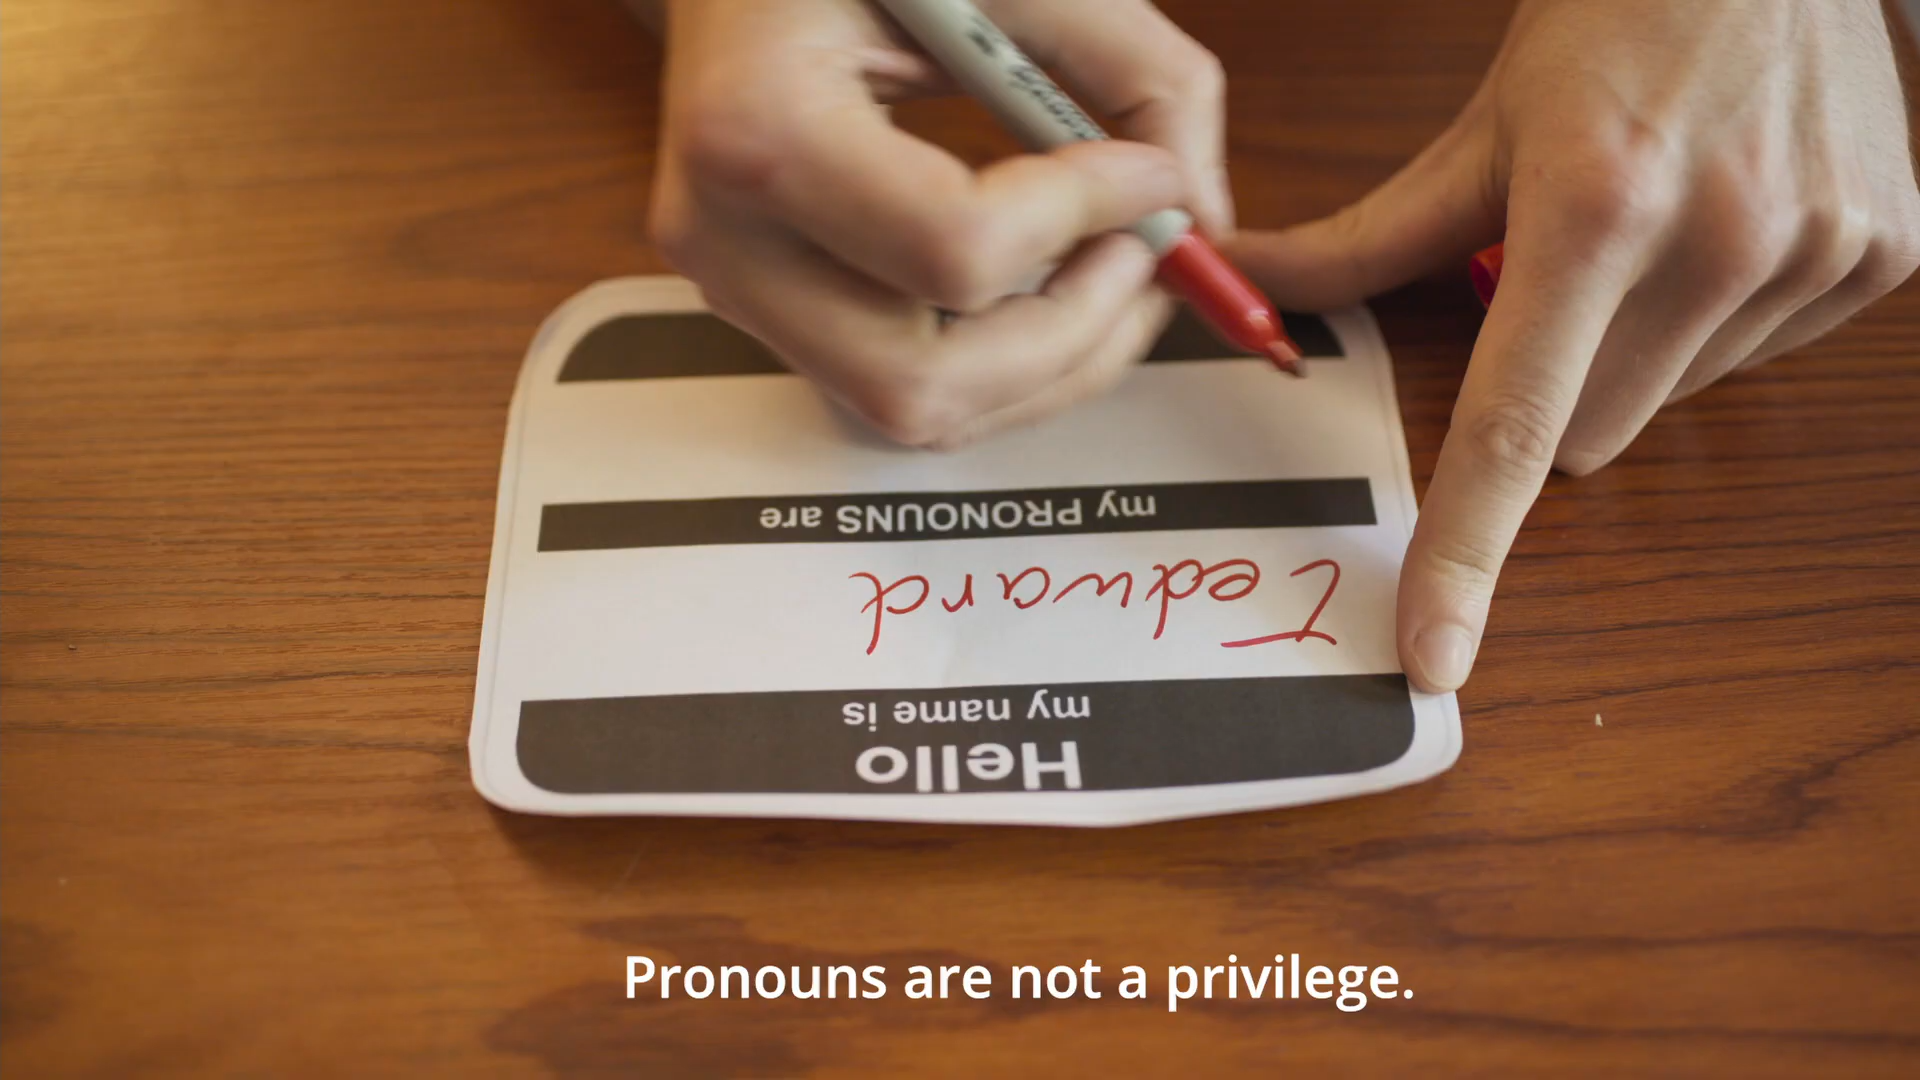 Hello
my name is
Edward
my PRONOUNS are
Pronouns are not a privilege.